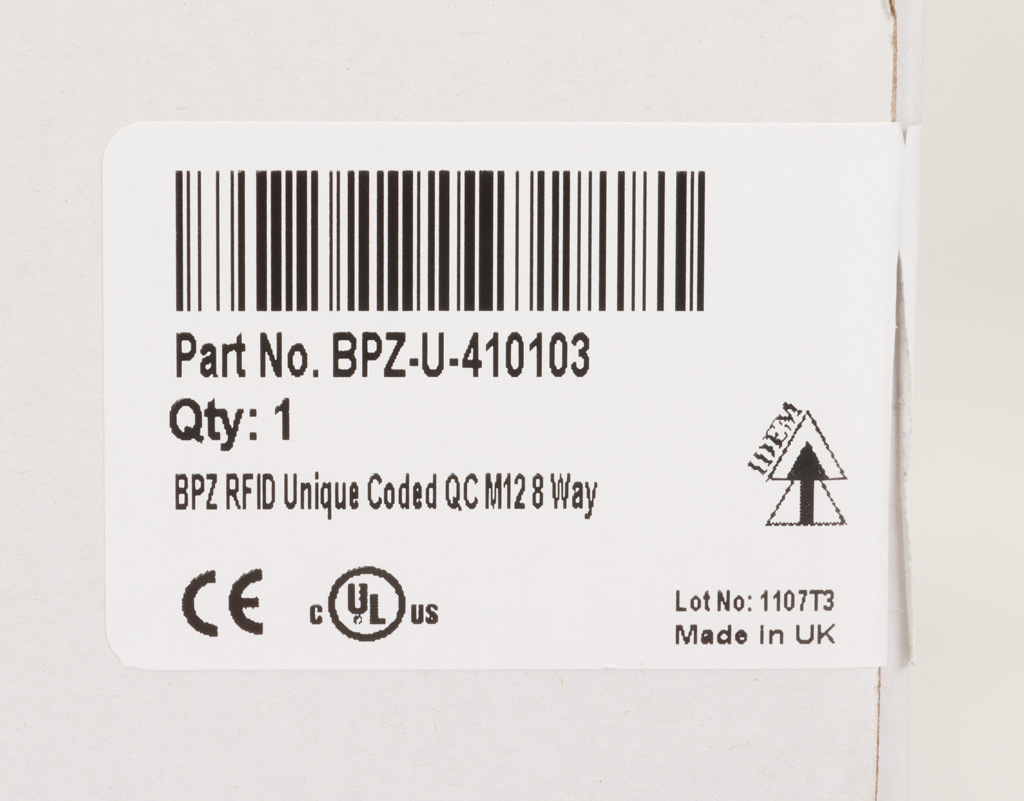 Part No. BPZ-U-410103
Qty: 1
IDEM
BPZ RFID Unique Coded QC M12 8 Way
CE
c UL US
Lot No: 1107T3
Made in UK